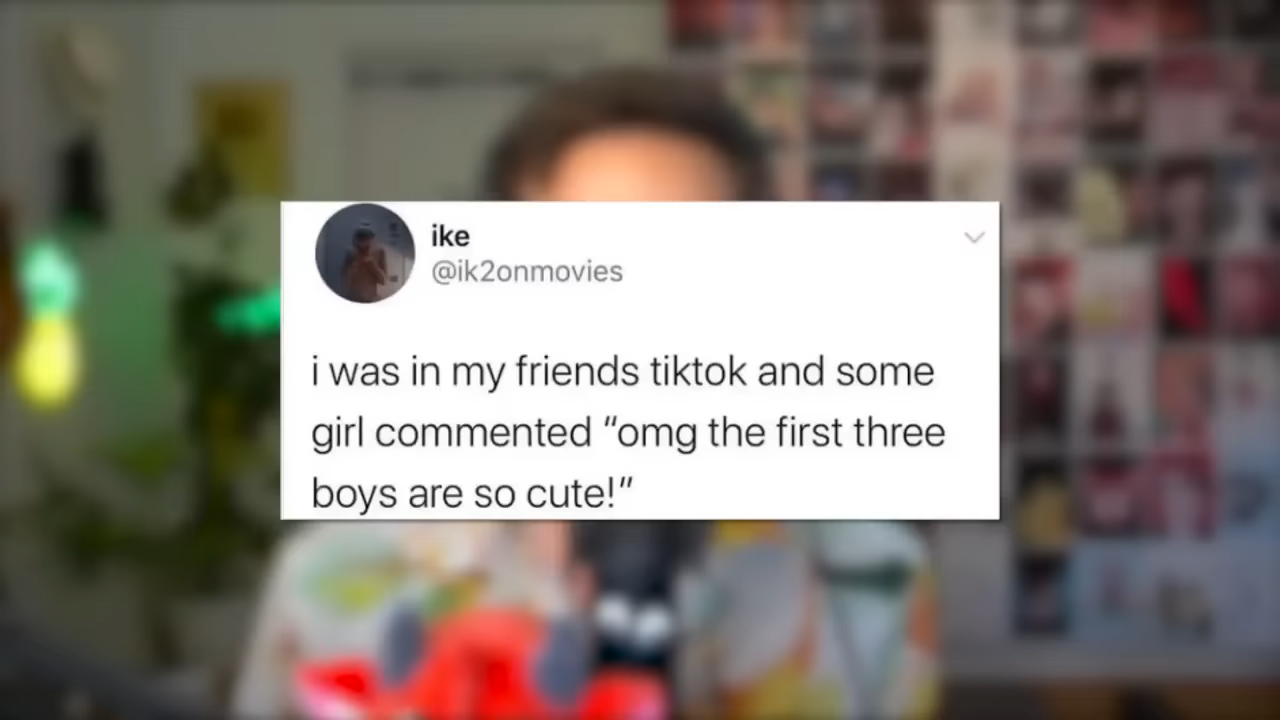 ike
@ik2onmovies
i was in my friends tiktok and some
girl commented “omg the first three
boys are so cute!”